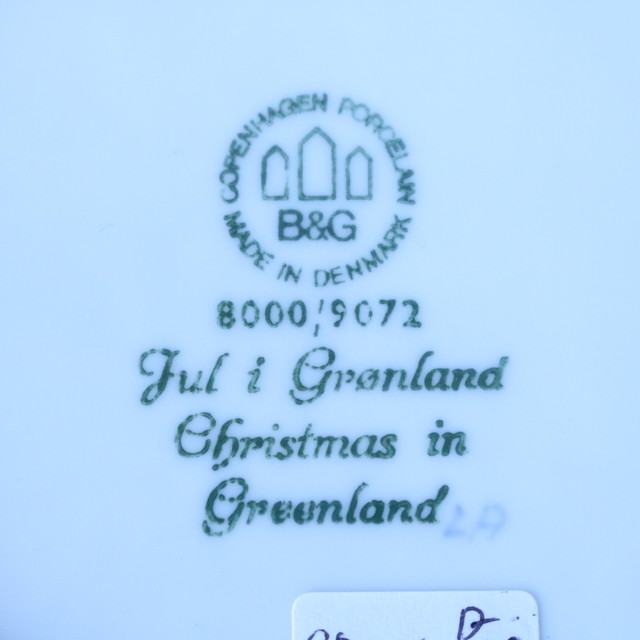 COPENHAGEN PORCELAIN
B&G
MADE IN DENMARK
8000/9072
Jul i Grønland
Christmas in
Greenland